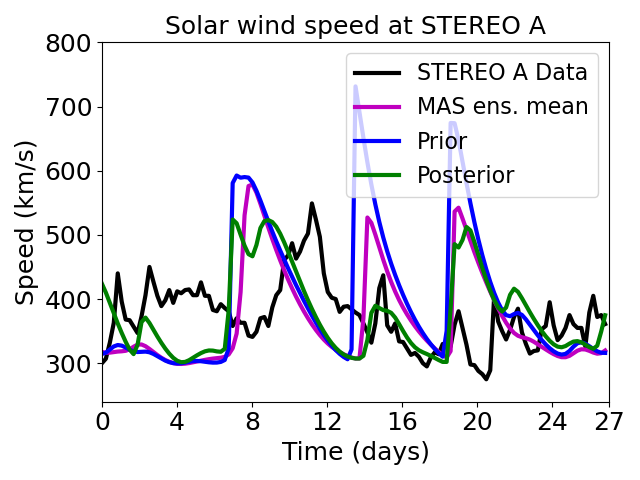 Solar wind speed at STEREO A
800
700
600
500
400
300
Speed (km/s)
STEREO A Data
MAS ens. mean
Prior
Posterior
0 4 8 12 16 20 24 27
Time (days)